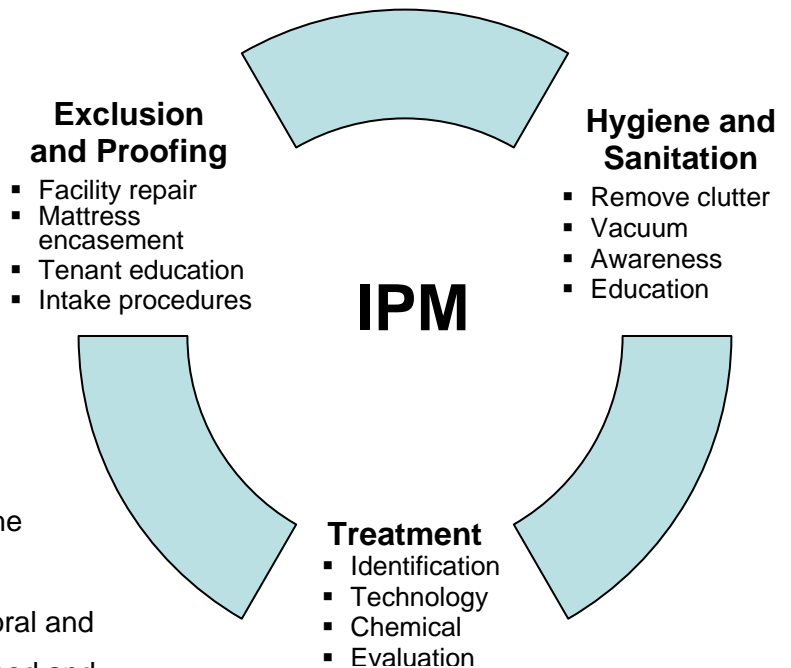 Exclusion
and Proofing
▪ Facility repair
▪ Mattress
encasement
▪ Tenant education
▪ Intake procedures
Hygiene and
Sanitation
▪ Remove clutter
▪ Vacuum
▪ Awareness
▪ Education
IPM
Treatment
▪ Identification
▪ Technology
▪ Chemical
▪ Evaluation
and